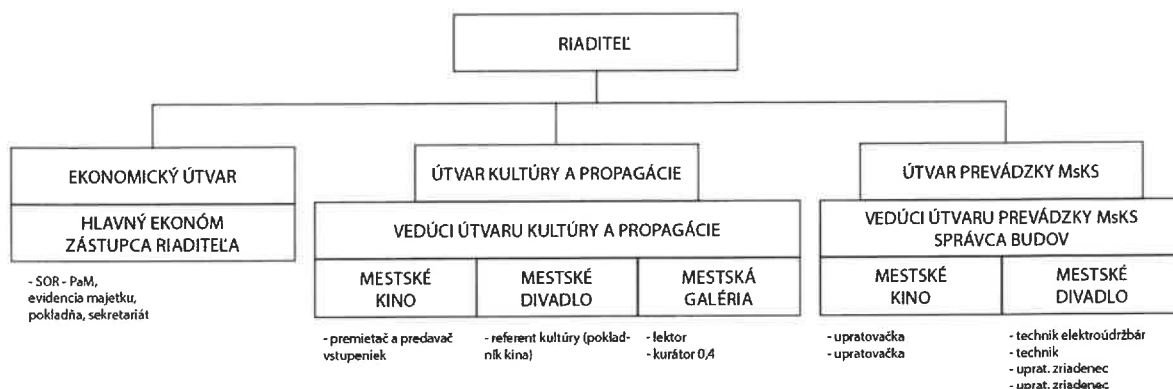 RIADITEĽ
EKONOMICKÝ ÚTVAR
HLAVNÝ EKONÓM
ZÁSTUPCA RIADITEĽA
- SOR - PaM,
evidencia majetku,
pokladňa, sekretariát
ÚTVAR KULTÚRY A PROPAGÁCIE
VEDÚCI ÚTVARU KULTÚRY A PROPAGÁCIE
MESTSKÉ
KINO
- premietač a predavač
vstupeniek
MESTSKÉ
DIVADLO
- referent kultúry (poklad-
ník kina)
MESTSKÁ
GALÉRIA
- lektor
- kurátor 0,4
ÚTVAR PREVÁDZKY MsKS
VEDÚCI ÚTVARU PREVÁDZKY MsKS
SPRÁVCA BUDOV
MESTSKÉ
KINO
- upratovačka
- upratovačka
MESTSKÉ
DIVADLO
- technik elektroúdržbár
- technik
- uprat. zriadenec
- uprat. zriadenec